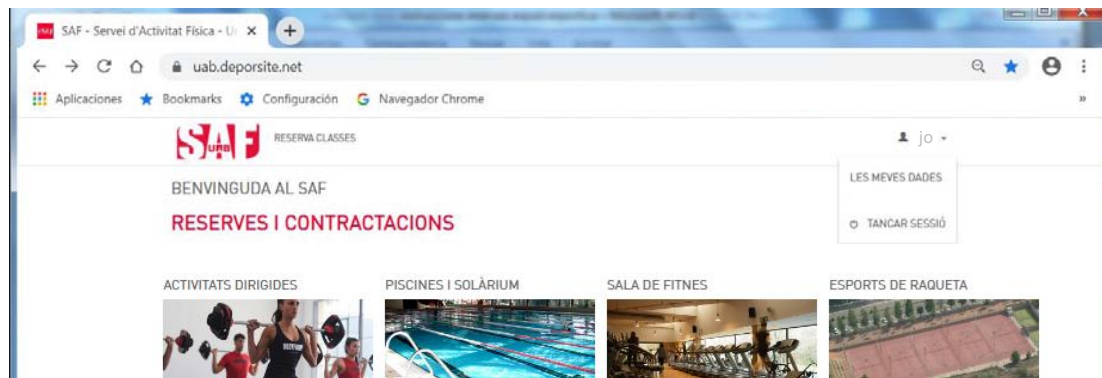 SAF - Servei d'Activitat Física - U
uab.deporsite.net
Aplicaciones Bookmarks Configuración Navegador Chrome »
SAF UAB RESERVA CLASSES jo
LES MEVES DADES
TANCAR SESSIÓ
BENVINGUDA AL SAF
RESERVES I CONTRACTACIONS
ACTIVITATS DIRIGIDES PISCINES I SOLÀRIUM SALA DE FITNES ESPORTS DE RAQUETA